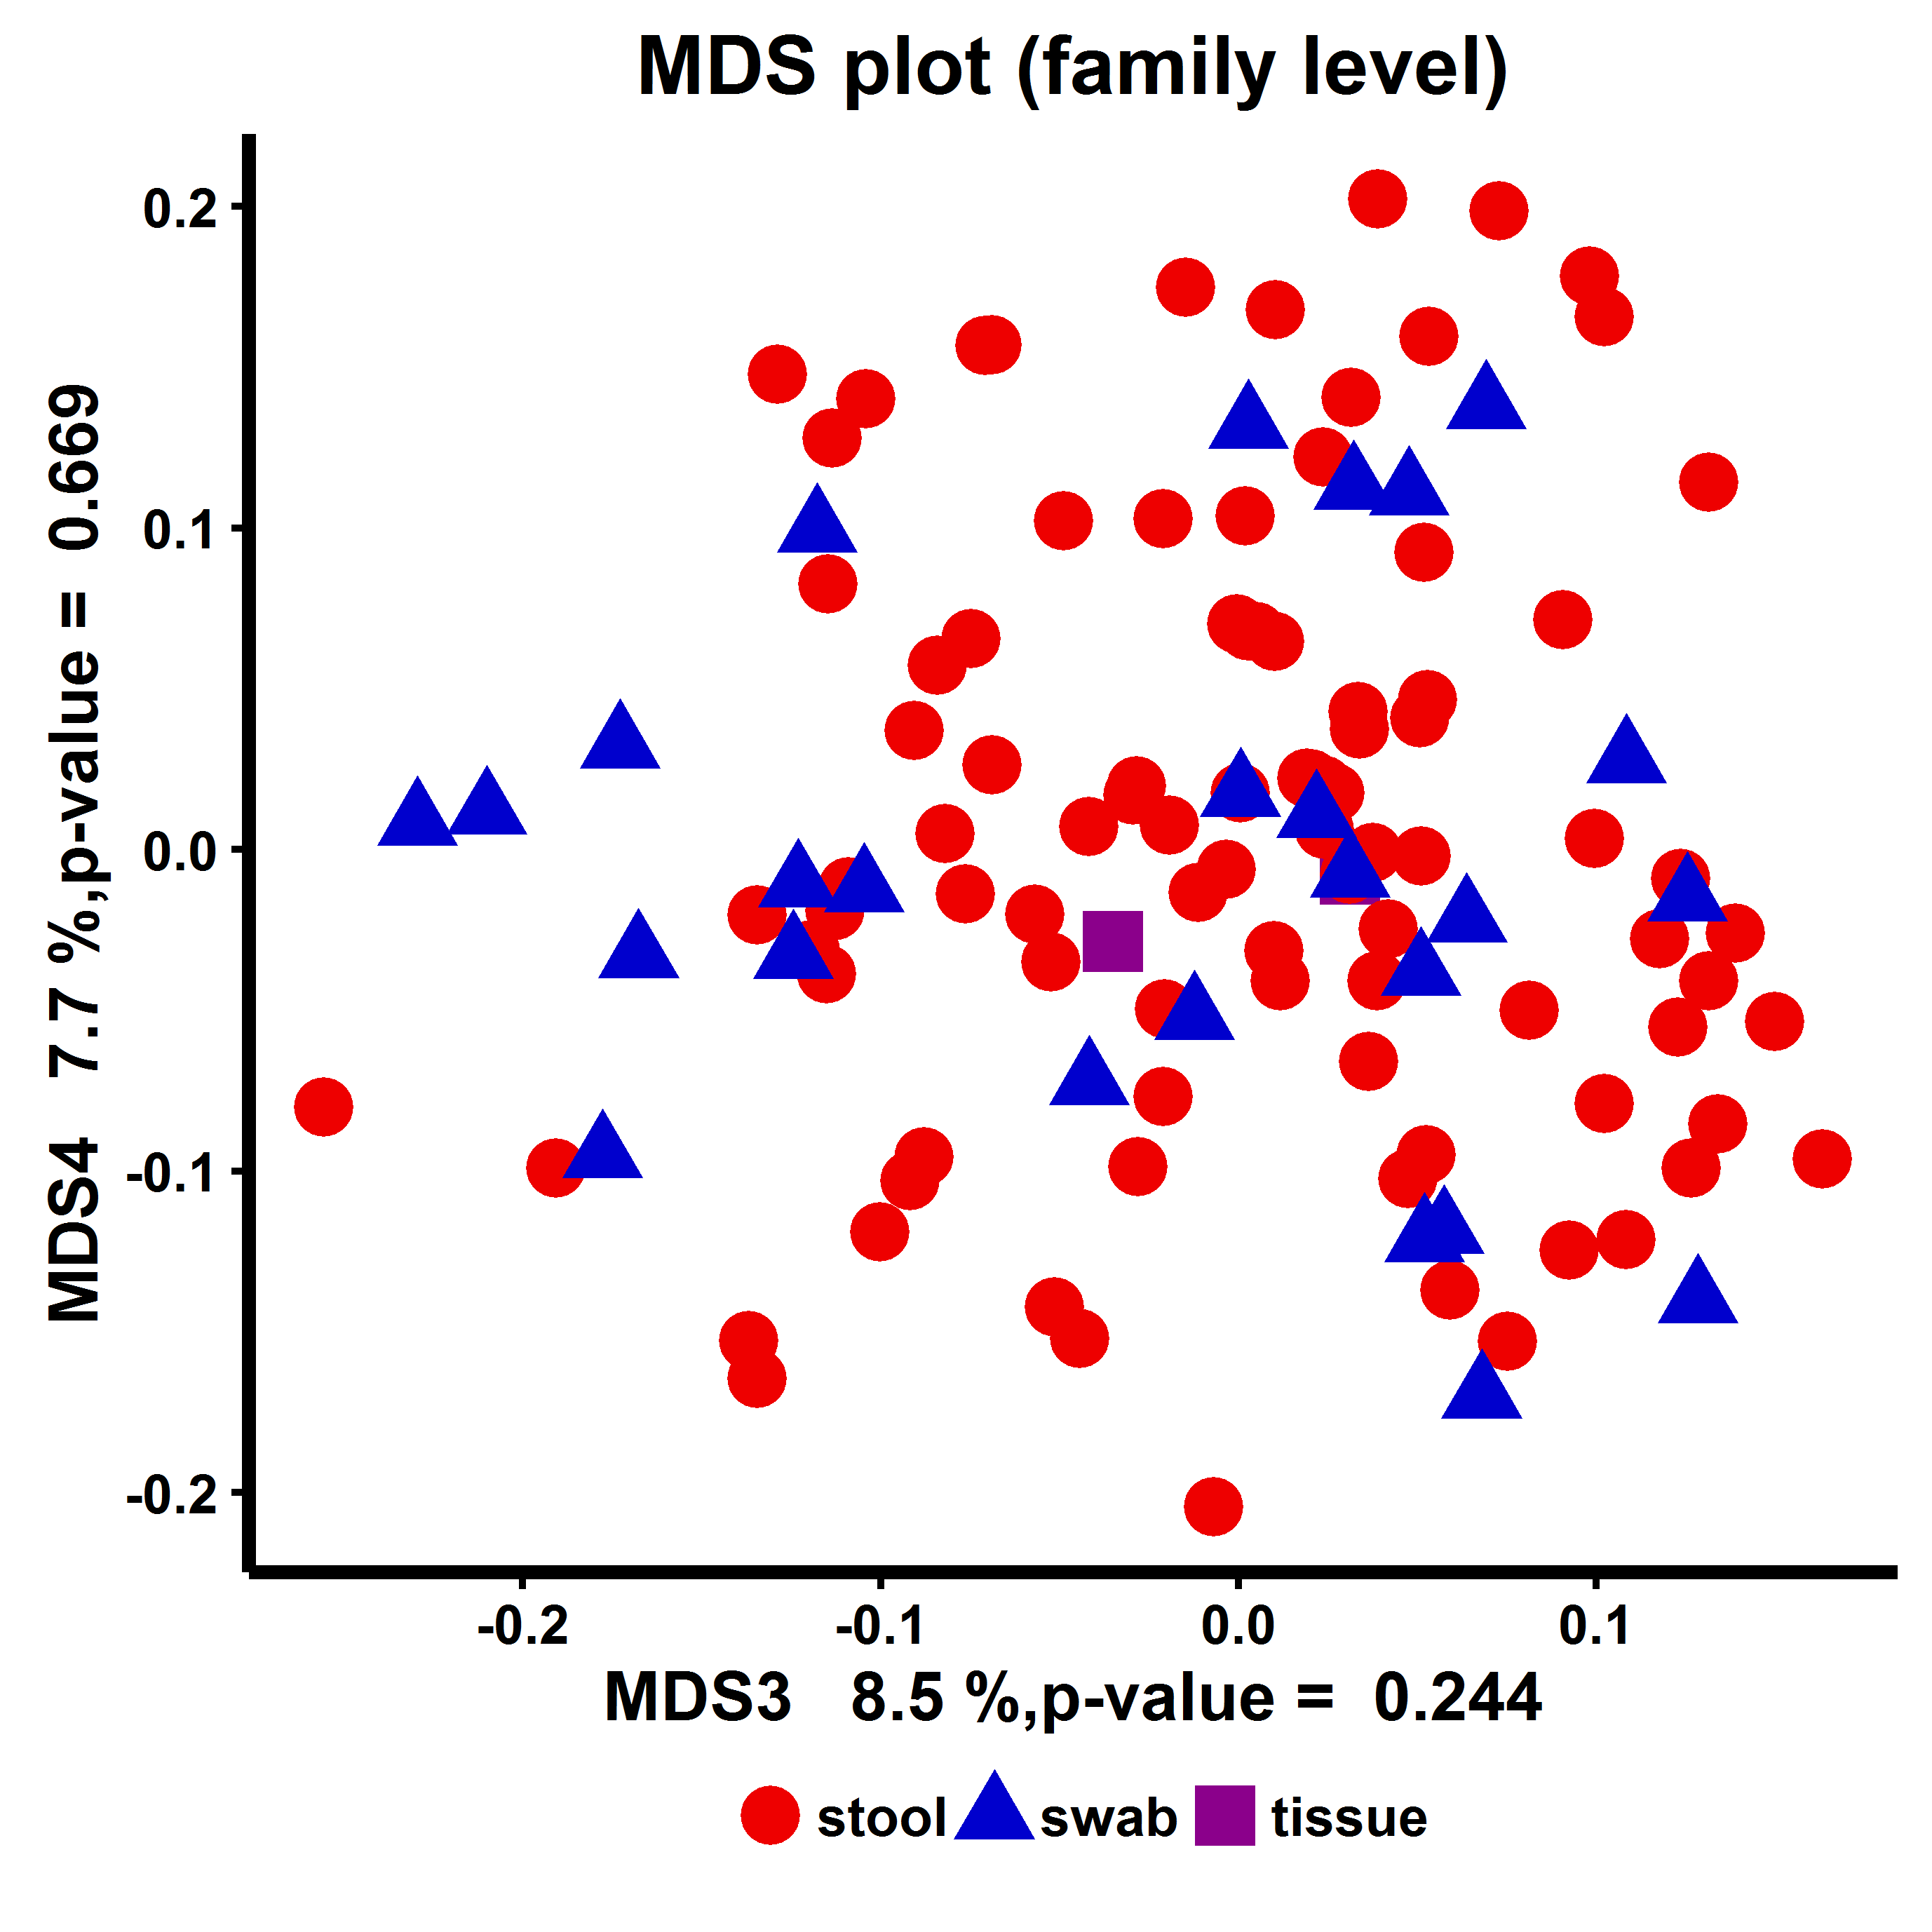 MDS plot (family level)
MDS4 7.7 %,p-value = 0.669
0.2
0.1
0.0
-0.1
-0.2
-0.2 -0.1 0.0 0.1
MDS3 8.5 %,p-value = 0.244
stool swab tissue